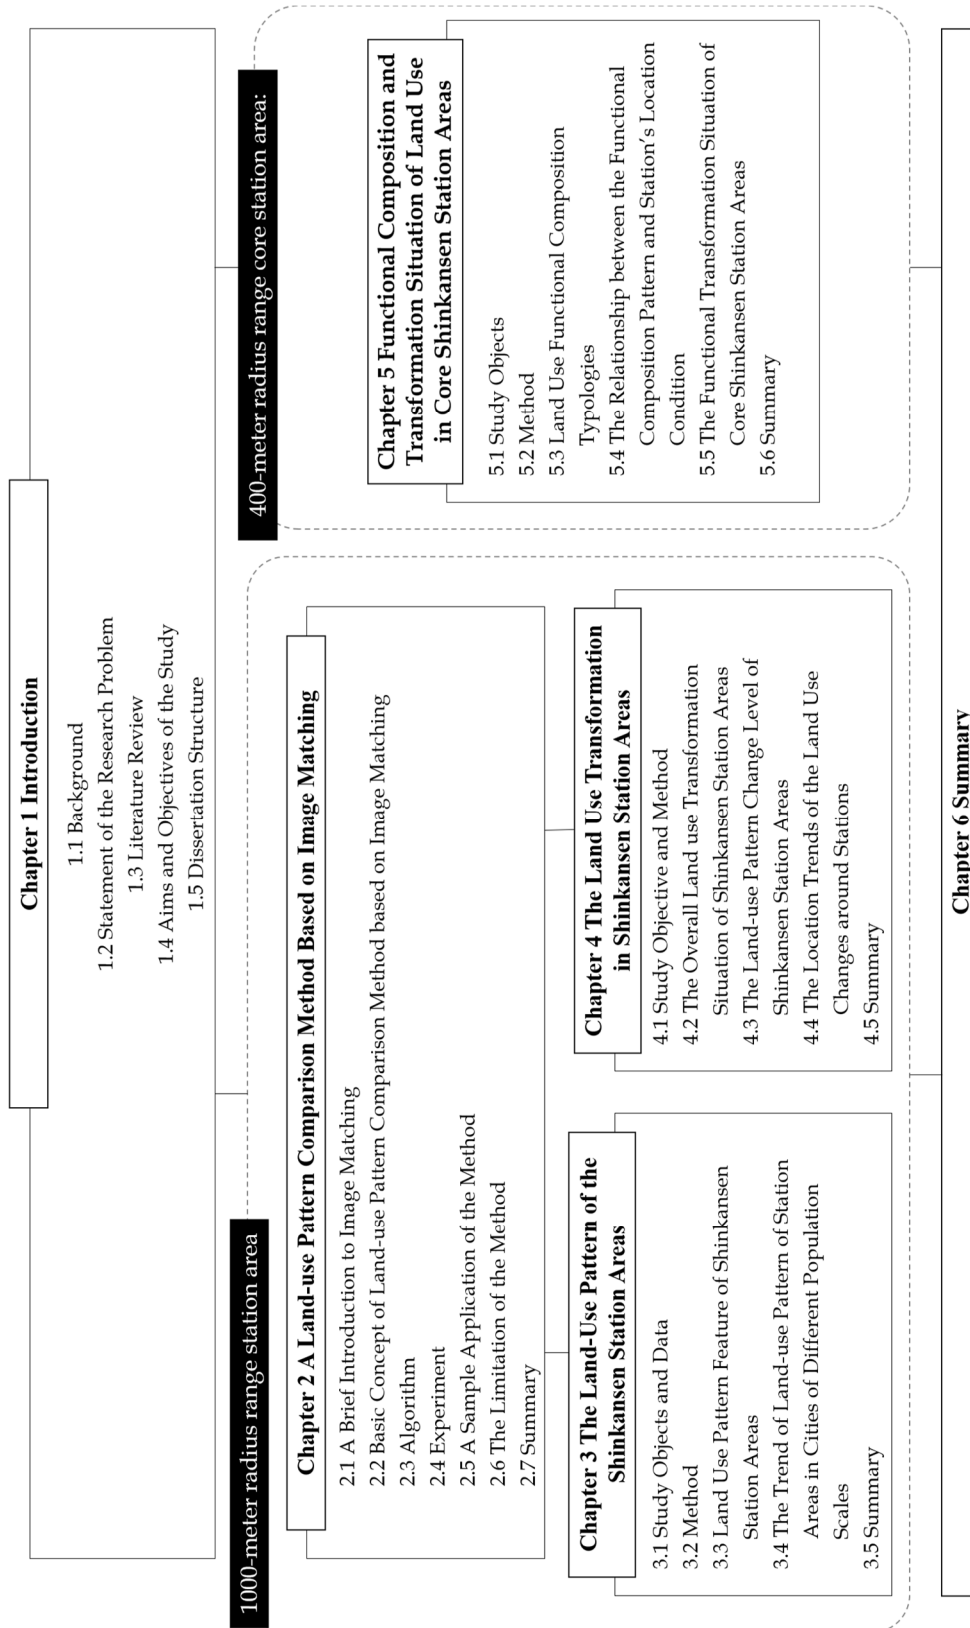 Chapter 1 Introduction
1.1 Background
1.2 Statement of the Research Problem
1.3 Literature Review
1.4 Aims and Objectives of the Study
1.5 Dissertation Structure
1000-meter radius range station area
Chapter 2 A Land-use Pattern Comparison Method Based on Image Matching
2.1 A Brief Introduction to Image Matching
2.2 Basic Concept of Land-use Pattern Comparison Method based on Image Matching
2.3 Algorithm
2.4 Experiment
2.5 A Sample Application of the Method
2.6 The Limitation of the Method
2.7 Summary
Chapter 3 The Land-Use Pattern of the
Shinkansen Station Areas
3.1 Study Objects and Data
3.2 Method
3.3 Land Use Pattern Feature of Shinkansen
Station Areas
3.4 The Trend of Land-use Pattern of Station
Areas in Cities of Different Population
Scales
3.5 Summary
Chapter 4 The Land Use Transformation
in Shinkansen Station Areas
4.1 Study Objective and Method
4.2 The Overall Land use Transformation
Situation of Shinkansen Station Areas
4.3 The Land-use Pattern Change Level of
Shinkansen Station Areas
4.4 The Location Trends of the Land Use
Changes around Stations
4.5 Summary
400-meter radius range core station area:
Chapter 5 Functional Composition and
Transformation Situation of Land Use
in Core Shinkansen Station Areas
5.1 Study Objects
5.2 Method
5.3 Land Use Functional Composition
Typologies
5.4 The Relationship between the Functional
Composition Pattern and Station's Location
Condition
5.5 The Functional Transformation Situation of
Core Shinkansen Station Areas
5.6 Summary
Chapter 6 Summary